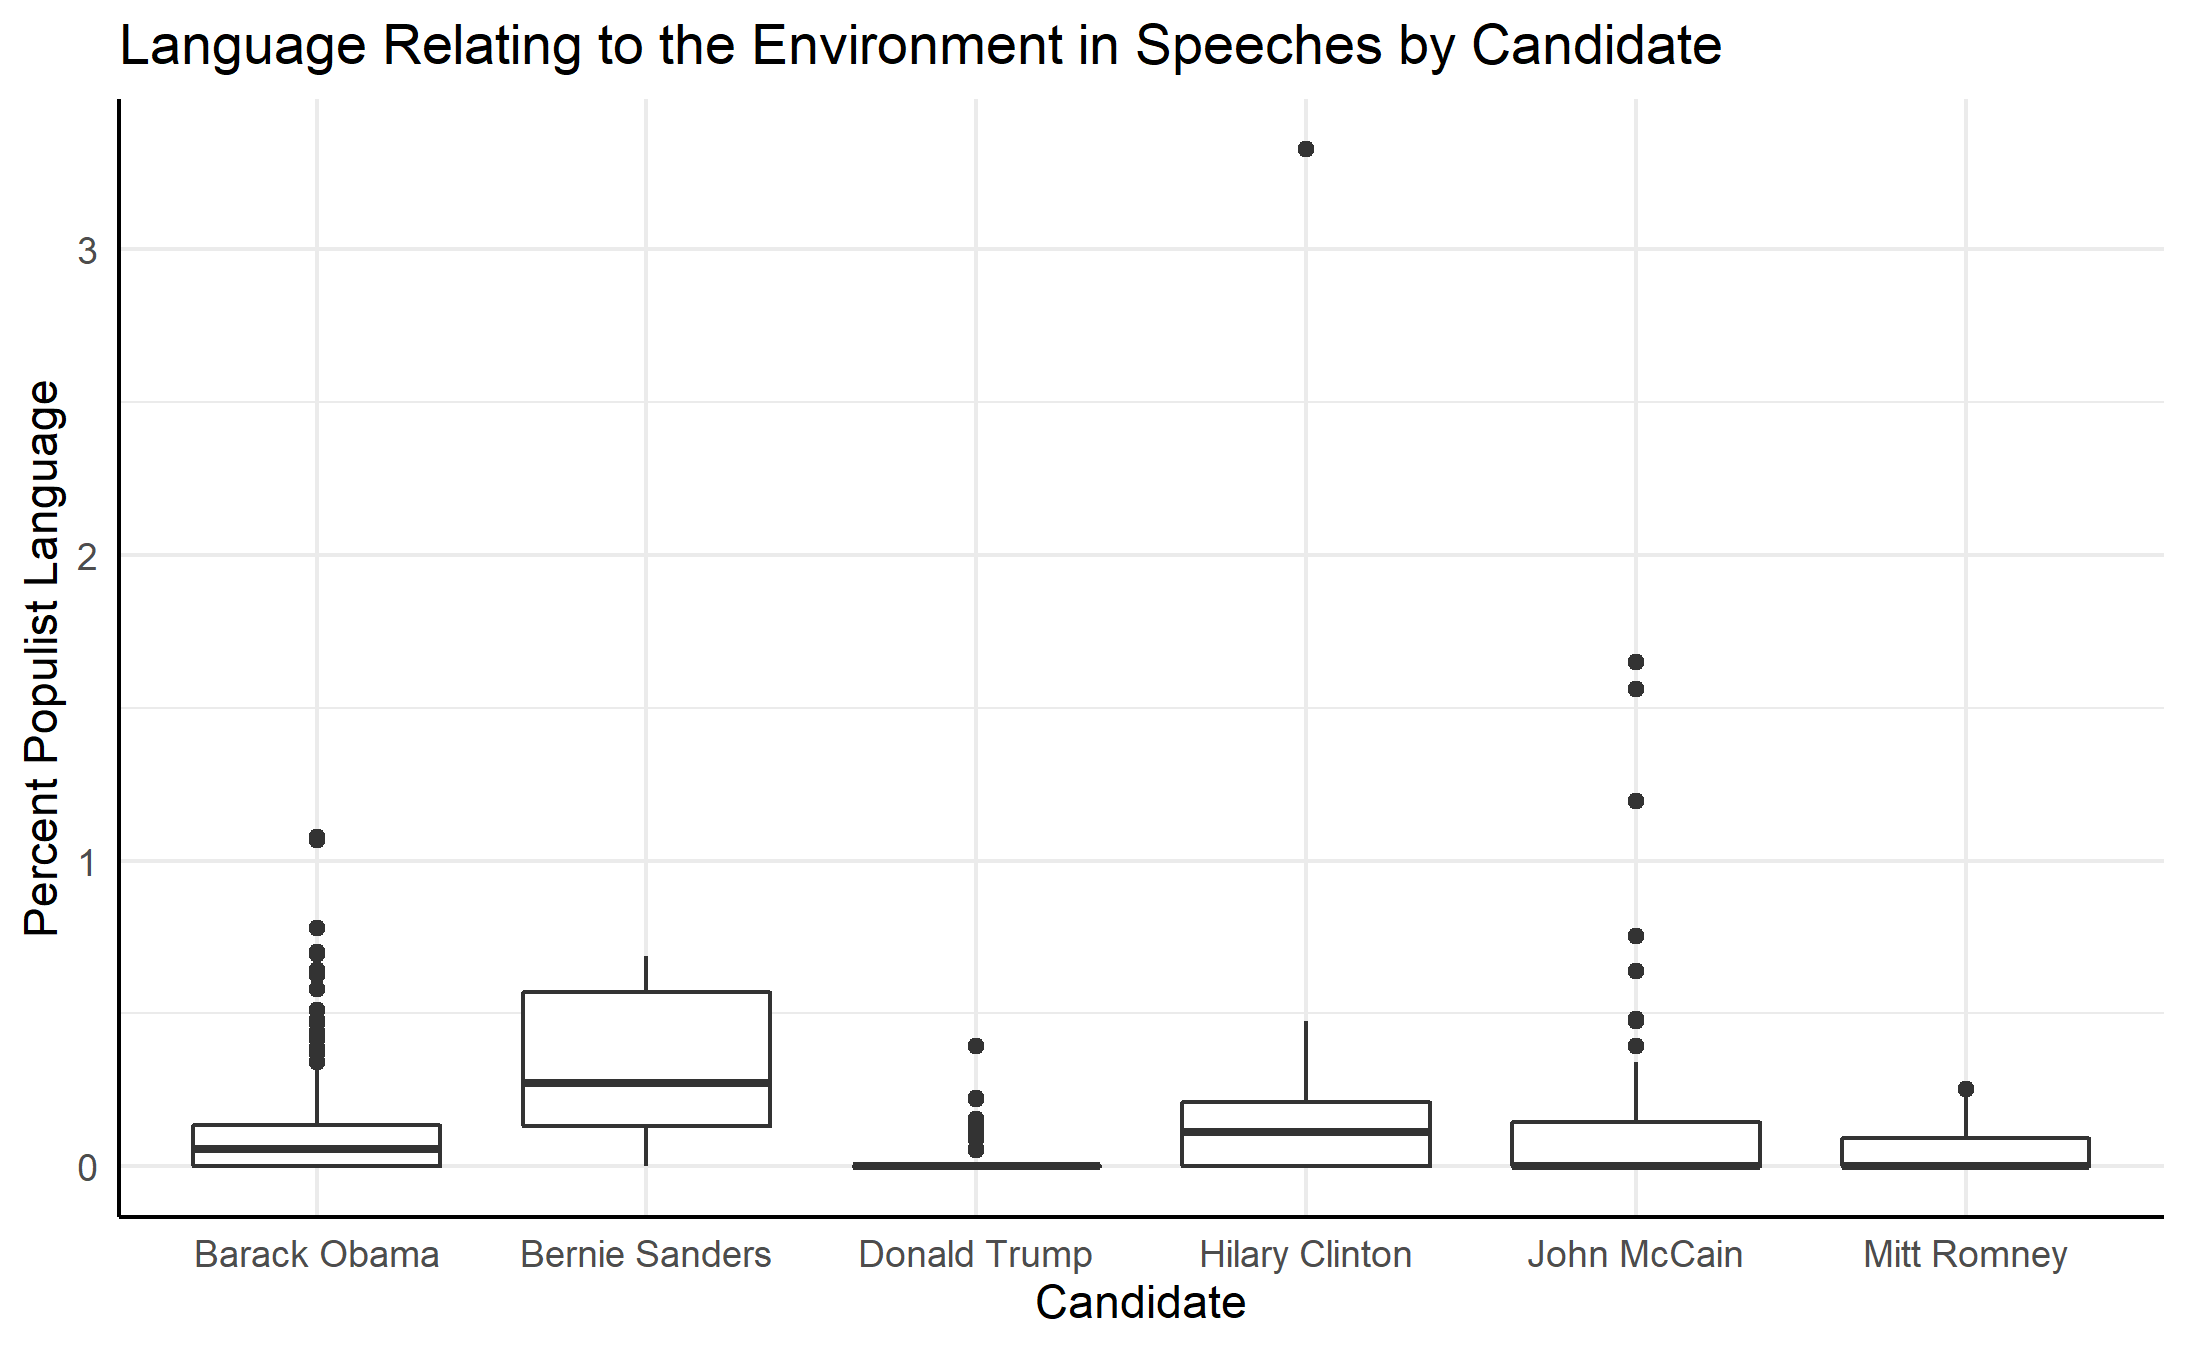 Language Relating to the Environment in Speeches by Candidate
Percent Populist Language
3
2
1
0
Barack Obama
Bernie Sanders
Donald Trump
Hilary Clinton
John McCain
Mitt Romney
Candidate